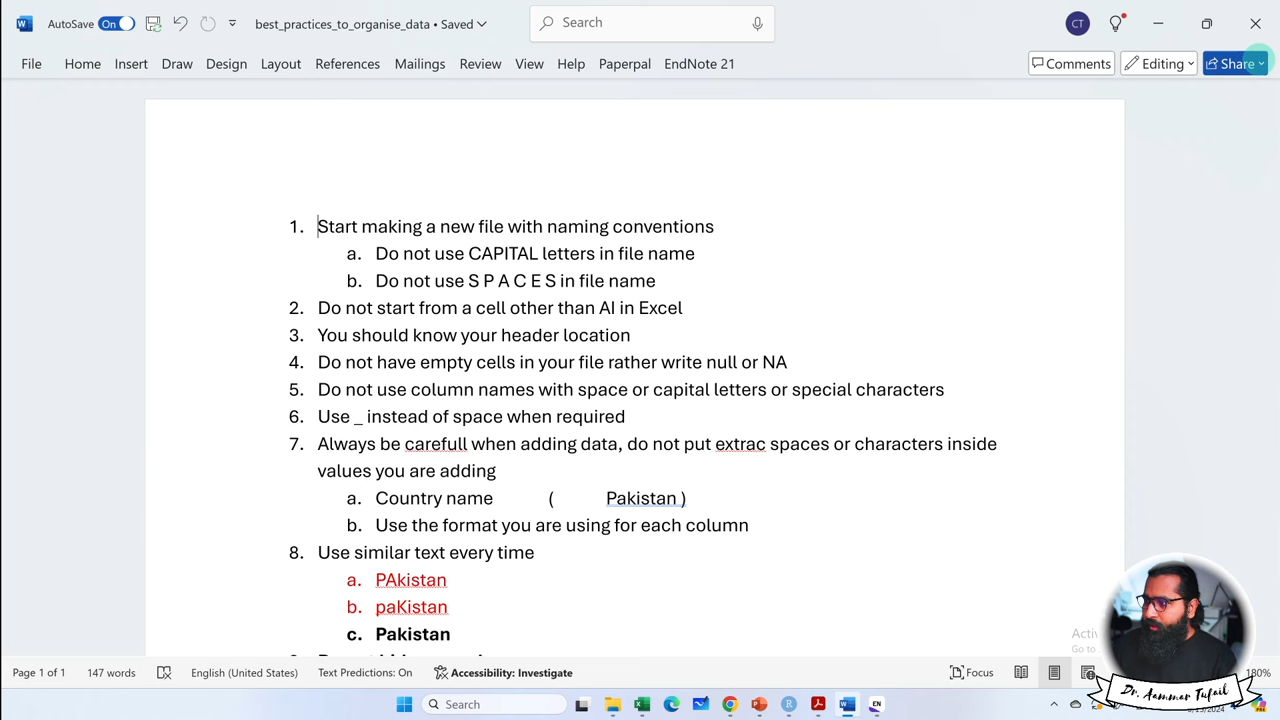 AutoSave On best_practices_to_organise_data • Saved Search CT
File Home Insert Draw Design Layout References Mailings Review View Help Paperpal EndNote 21 Comments Editing Share
1. Start making a new file with naming conventions
a. Do not use CAPITAL letters in file name
b. Do not use S P A C E S in file name
2. Do not start from a cell other than AI in Excel
3. You should know your header location
4. Do not have empty cells in your file rather write null or NA
5. Do not use column names with space or capital letters or special characters
6. Use _ instead of space when required
7. Always be carefull when adding data, do not put extrac spaces or characters inside
values you are adding
a. Country name ( Pakistan )
b. Use the format you are using for each column
8. Use similar text every time
a. PAkistan
b. paKistan
c. Pakistan
Page 1 of 1 147 words English (United States) Text Predictions: On Accessibility: Investigate Focus 180%
Search
Dr. Aammar Tufail